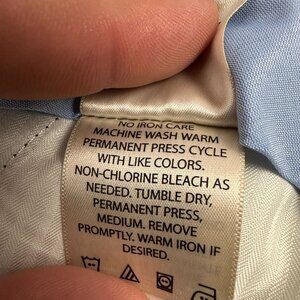 NO IRON CARE
MACHINE WASH WARM
PERMANENT PRESS CYCLE
WITH LIKE COLORS.
NON-CHLORINE BLEACH AS
NEEDED. TUMBLE DRY,
PERMANENT PRESS,
MEDIUM. REMOVE
PROMPTLY. WARM IRON IF
DESIRED.